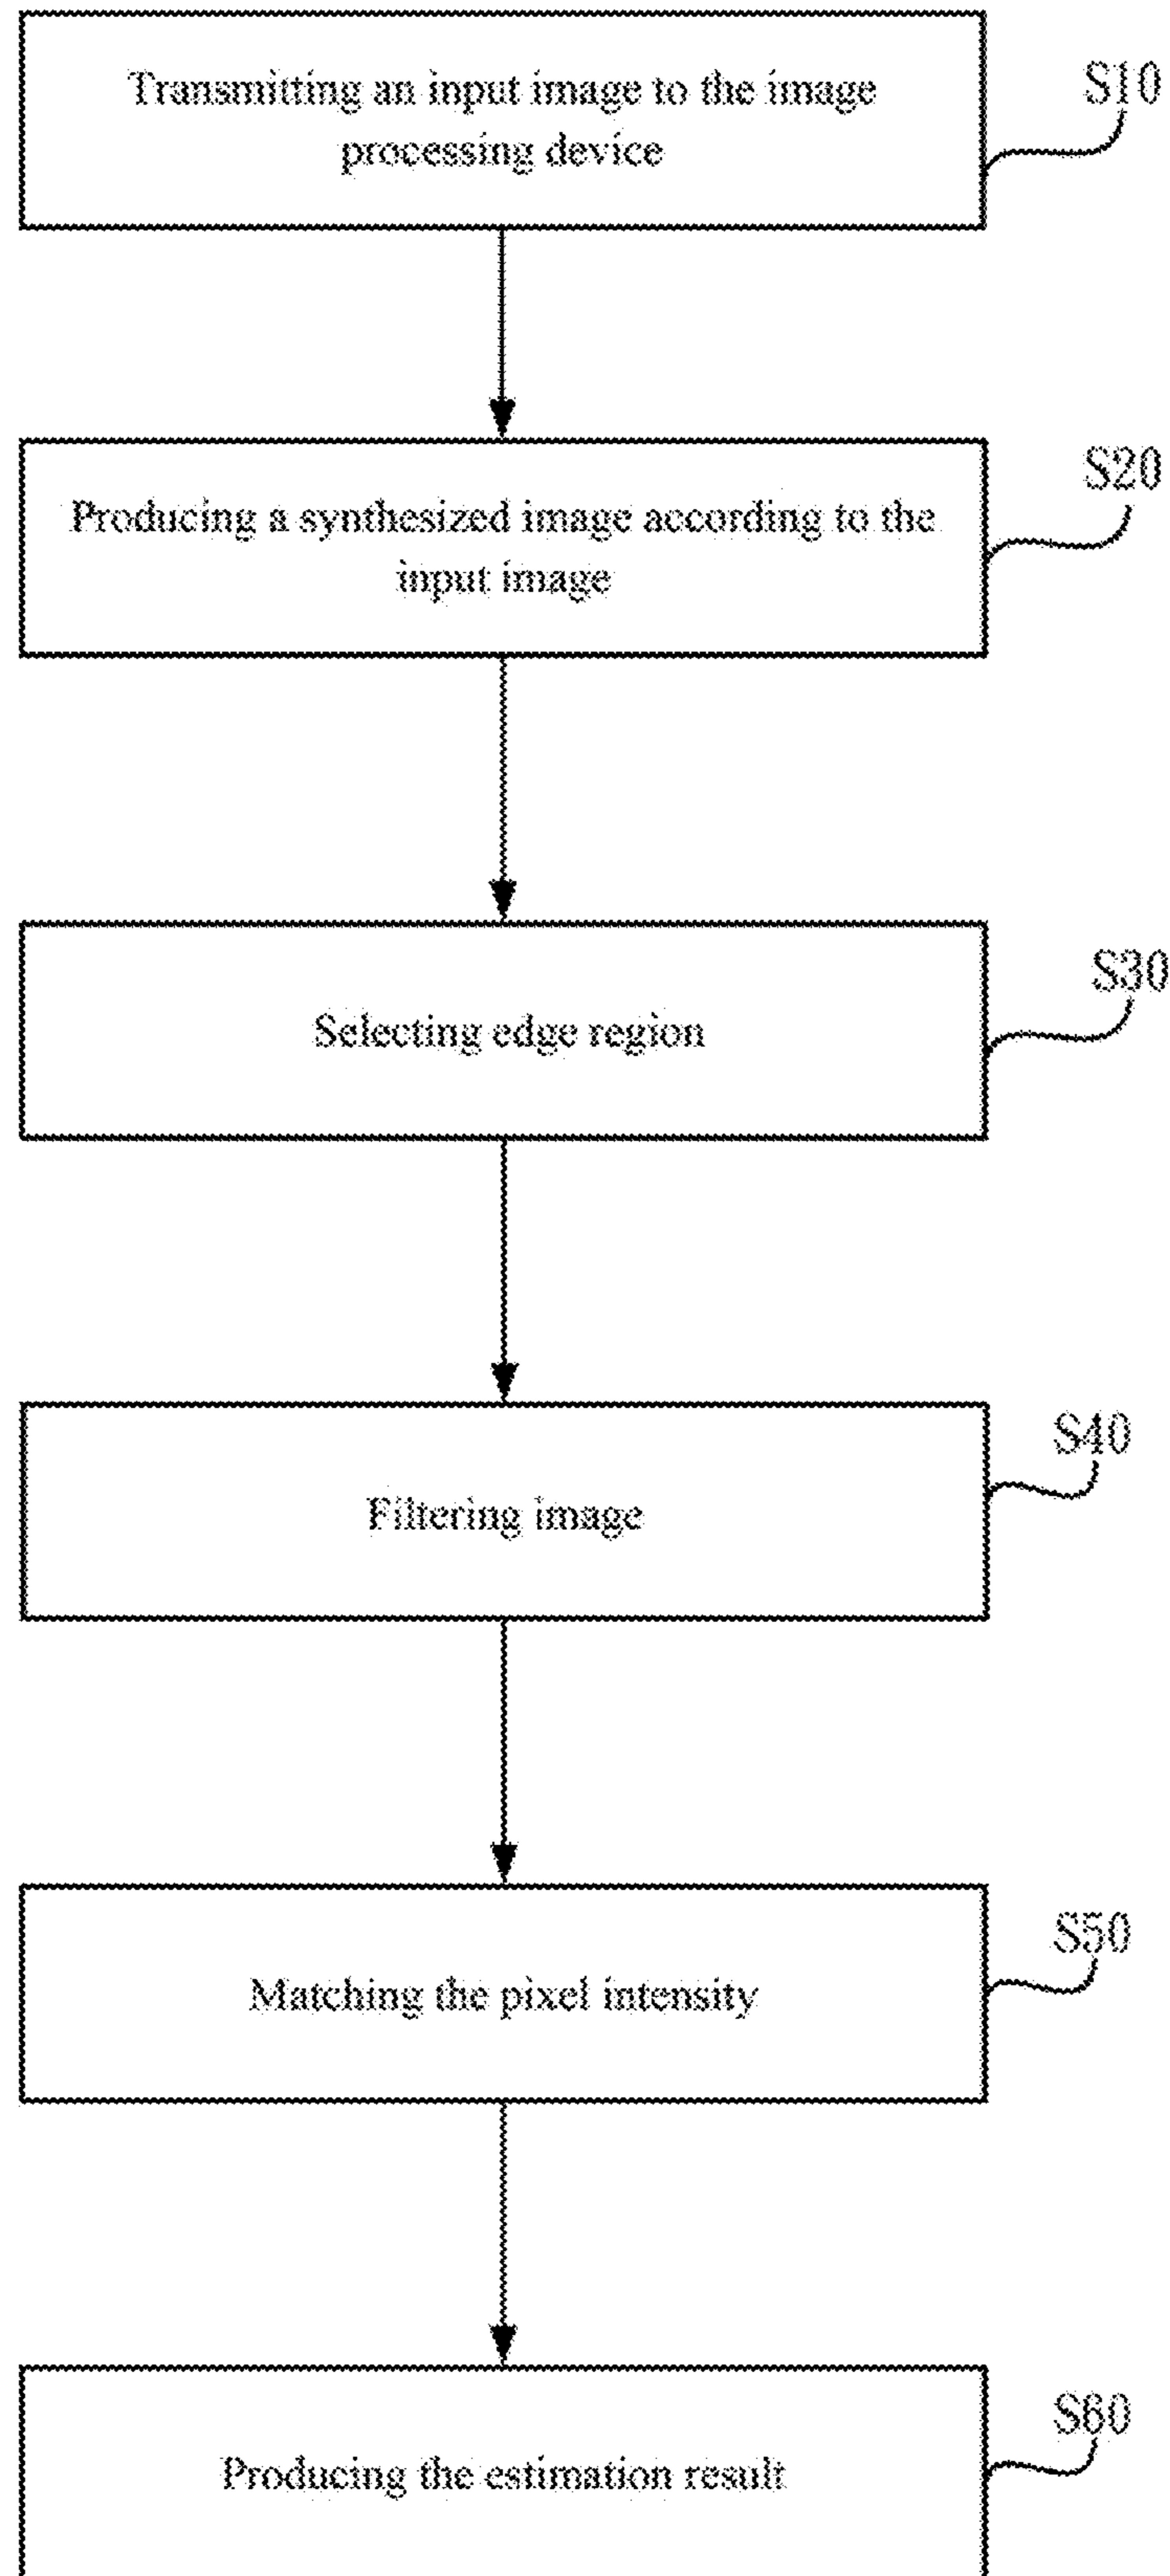 Transmitting an input image to the image
processing device
S10
Producing a synthesized image according to the
input image
S20
Selecting edge region
S30
Filtering image
S40
Matching the pixel intensity
S50
Producing the estimation result
S60